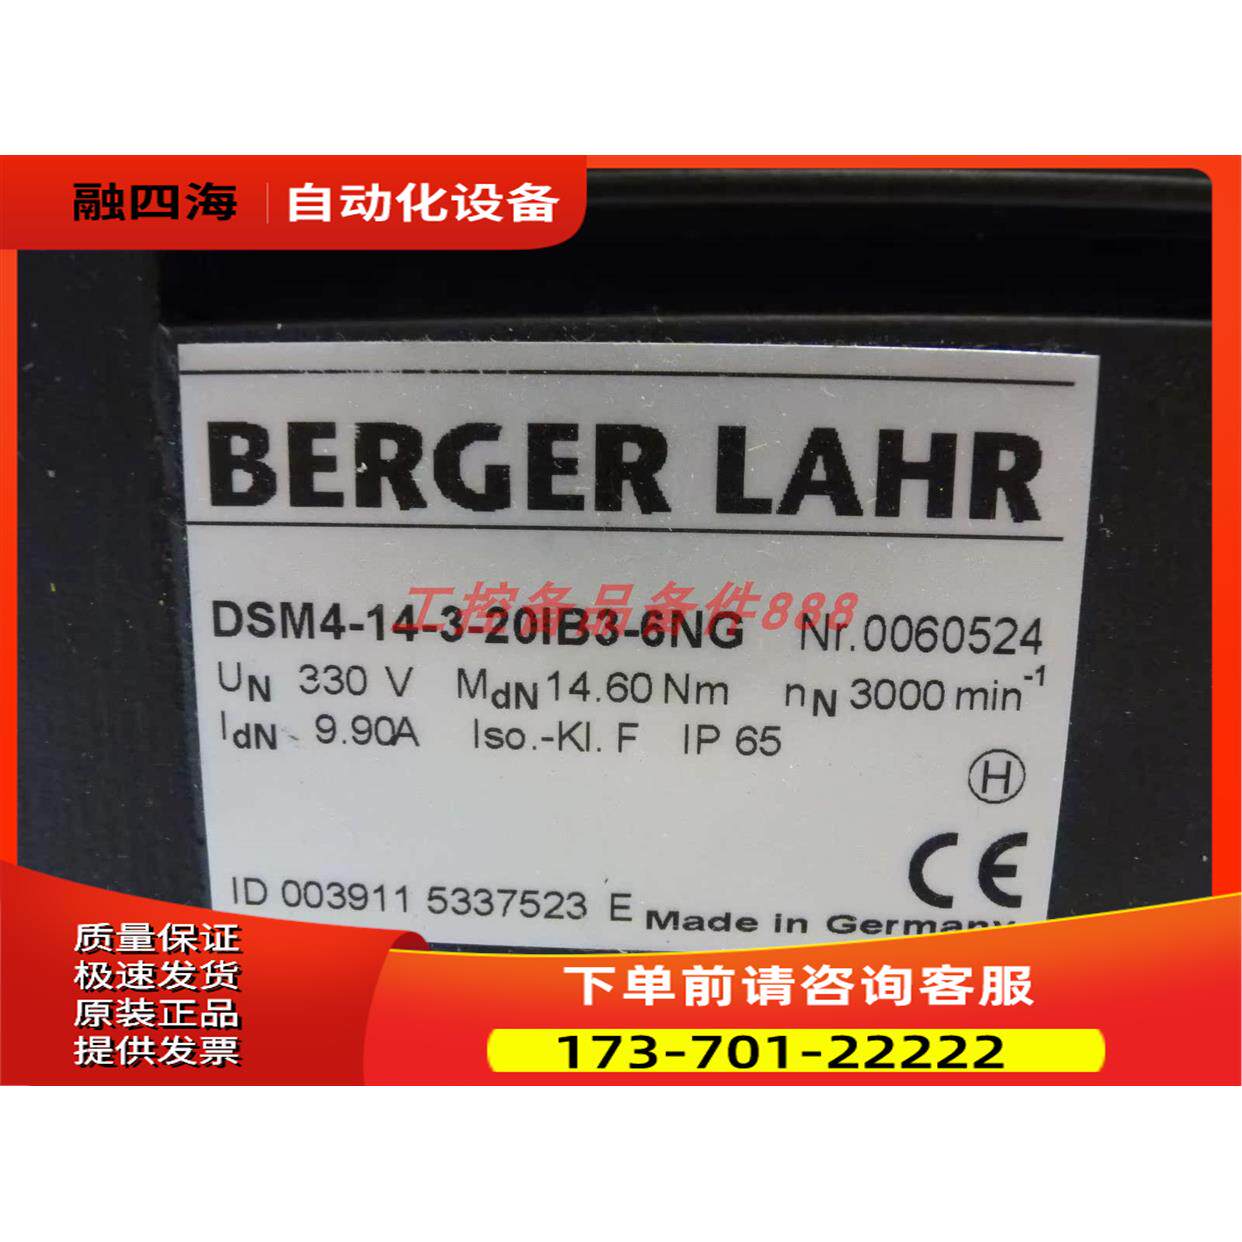 融四海 自动化设备
BERGER LAHR
工控备品备件888
DSM4-14-3-20IB3-6NG Nr.0060524
UN 330 V MdN 14.60 Nm nN 3000 min-1
IdN 9.90A Iso.-Kl. F IP 65
H
CE
ID 003911 5337523 E Made in Germany
质量保证
极速发货
原装正品
提供发票
下单前请咨询客服
173-701-22222